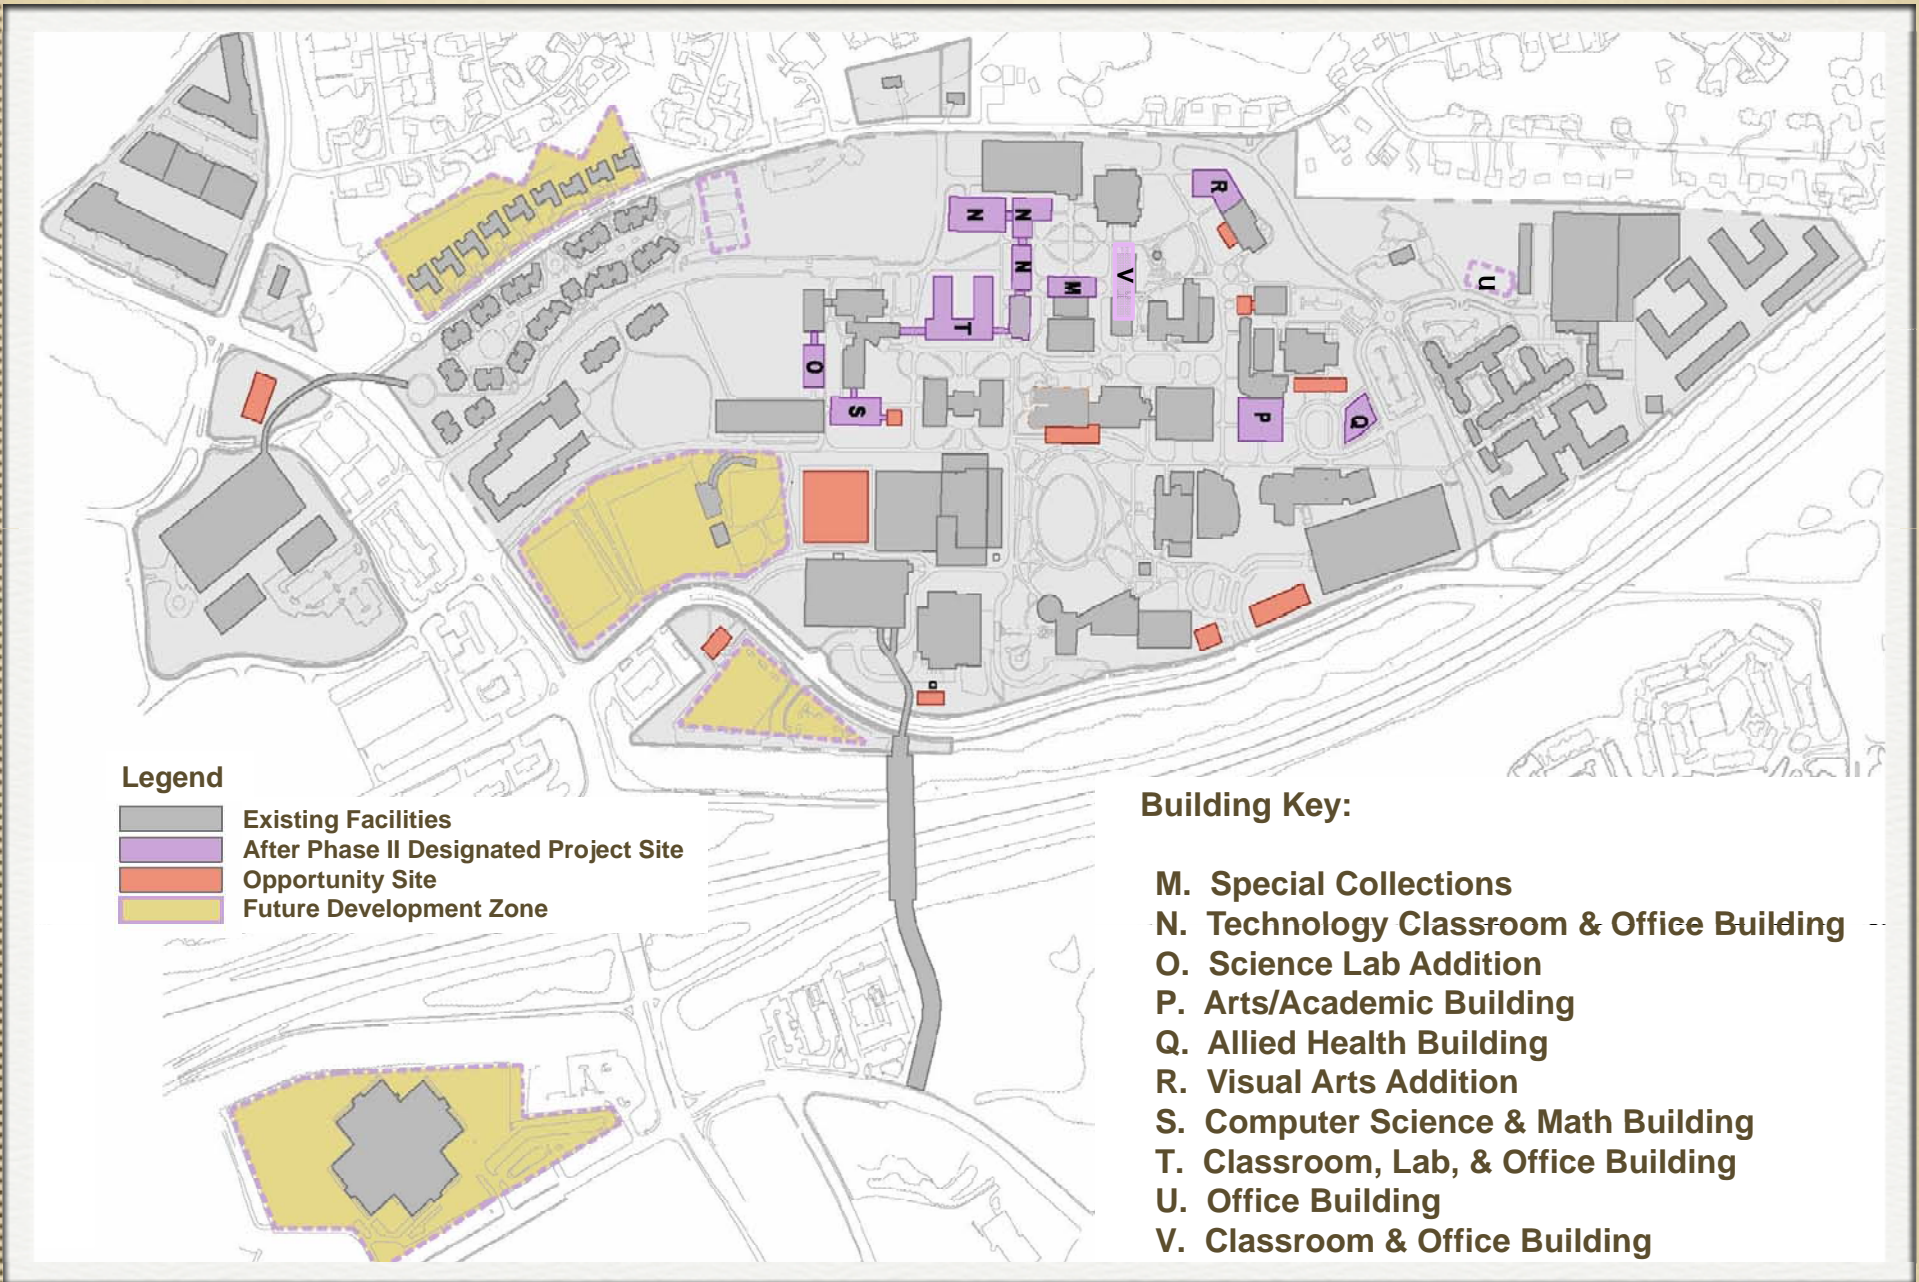 R
N
N
N
V
M
U
T
O
S
P
Q
Legend
Existing Facilities
After Phase II Designated Project Site
Opportunity Site
Future Development Zone
Building Key:
M. Special Collections
N. Technology Classroom & Office Building
O. Science Lab Addition
P. Arts/Academic Building
Q. Allied Health Building
R. Visual Arts Addition
S. Computer Science & Math Building
T. Classroom, Lab, & Office Building
U. Office Building
V. Classroom & Office Building